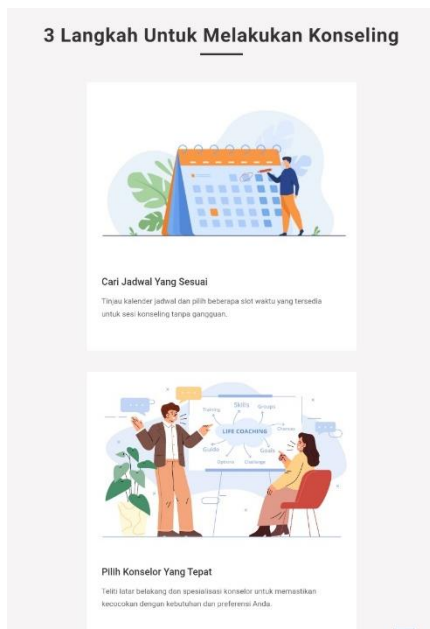 3 Langkah Untuk Melakukan Konseling
Cari Jadwal Yang Sesuai
Tinjau kalender jadwal dan pilih beberapa slot waktu yang tersedia
untuk sesi konseling tanpa gangguan.
Training
Skills
Groups
LIFE COACHING
Discuss
Guide
Goals
Options
Challenge
Pilih Konselor Yang Tepat
Teliti latar belakang dan spesialisasi konselor untuk memastikan
kecocokan dengan kebutuhan dan preferensi Anda.